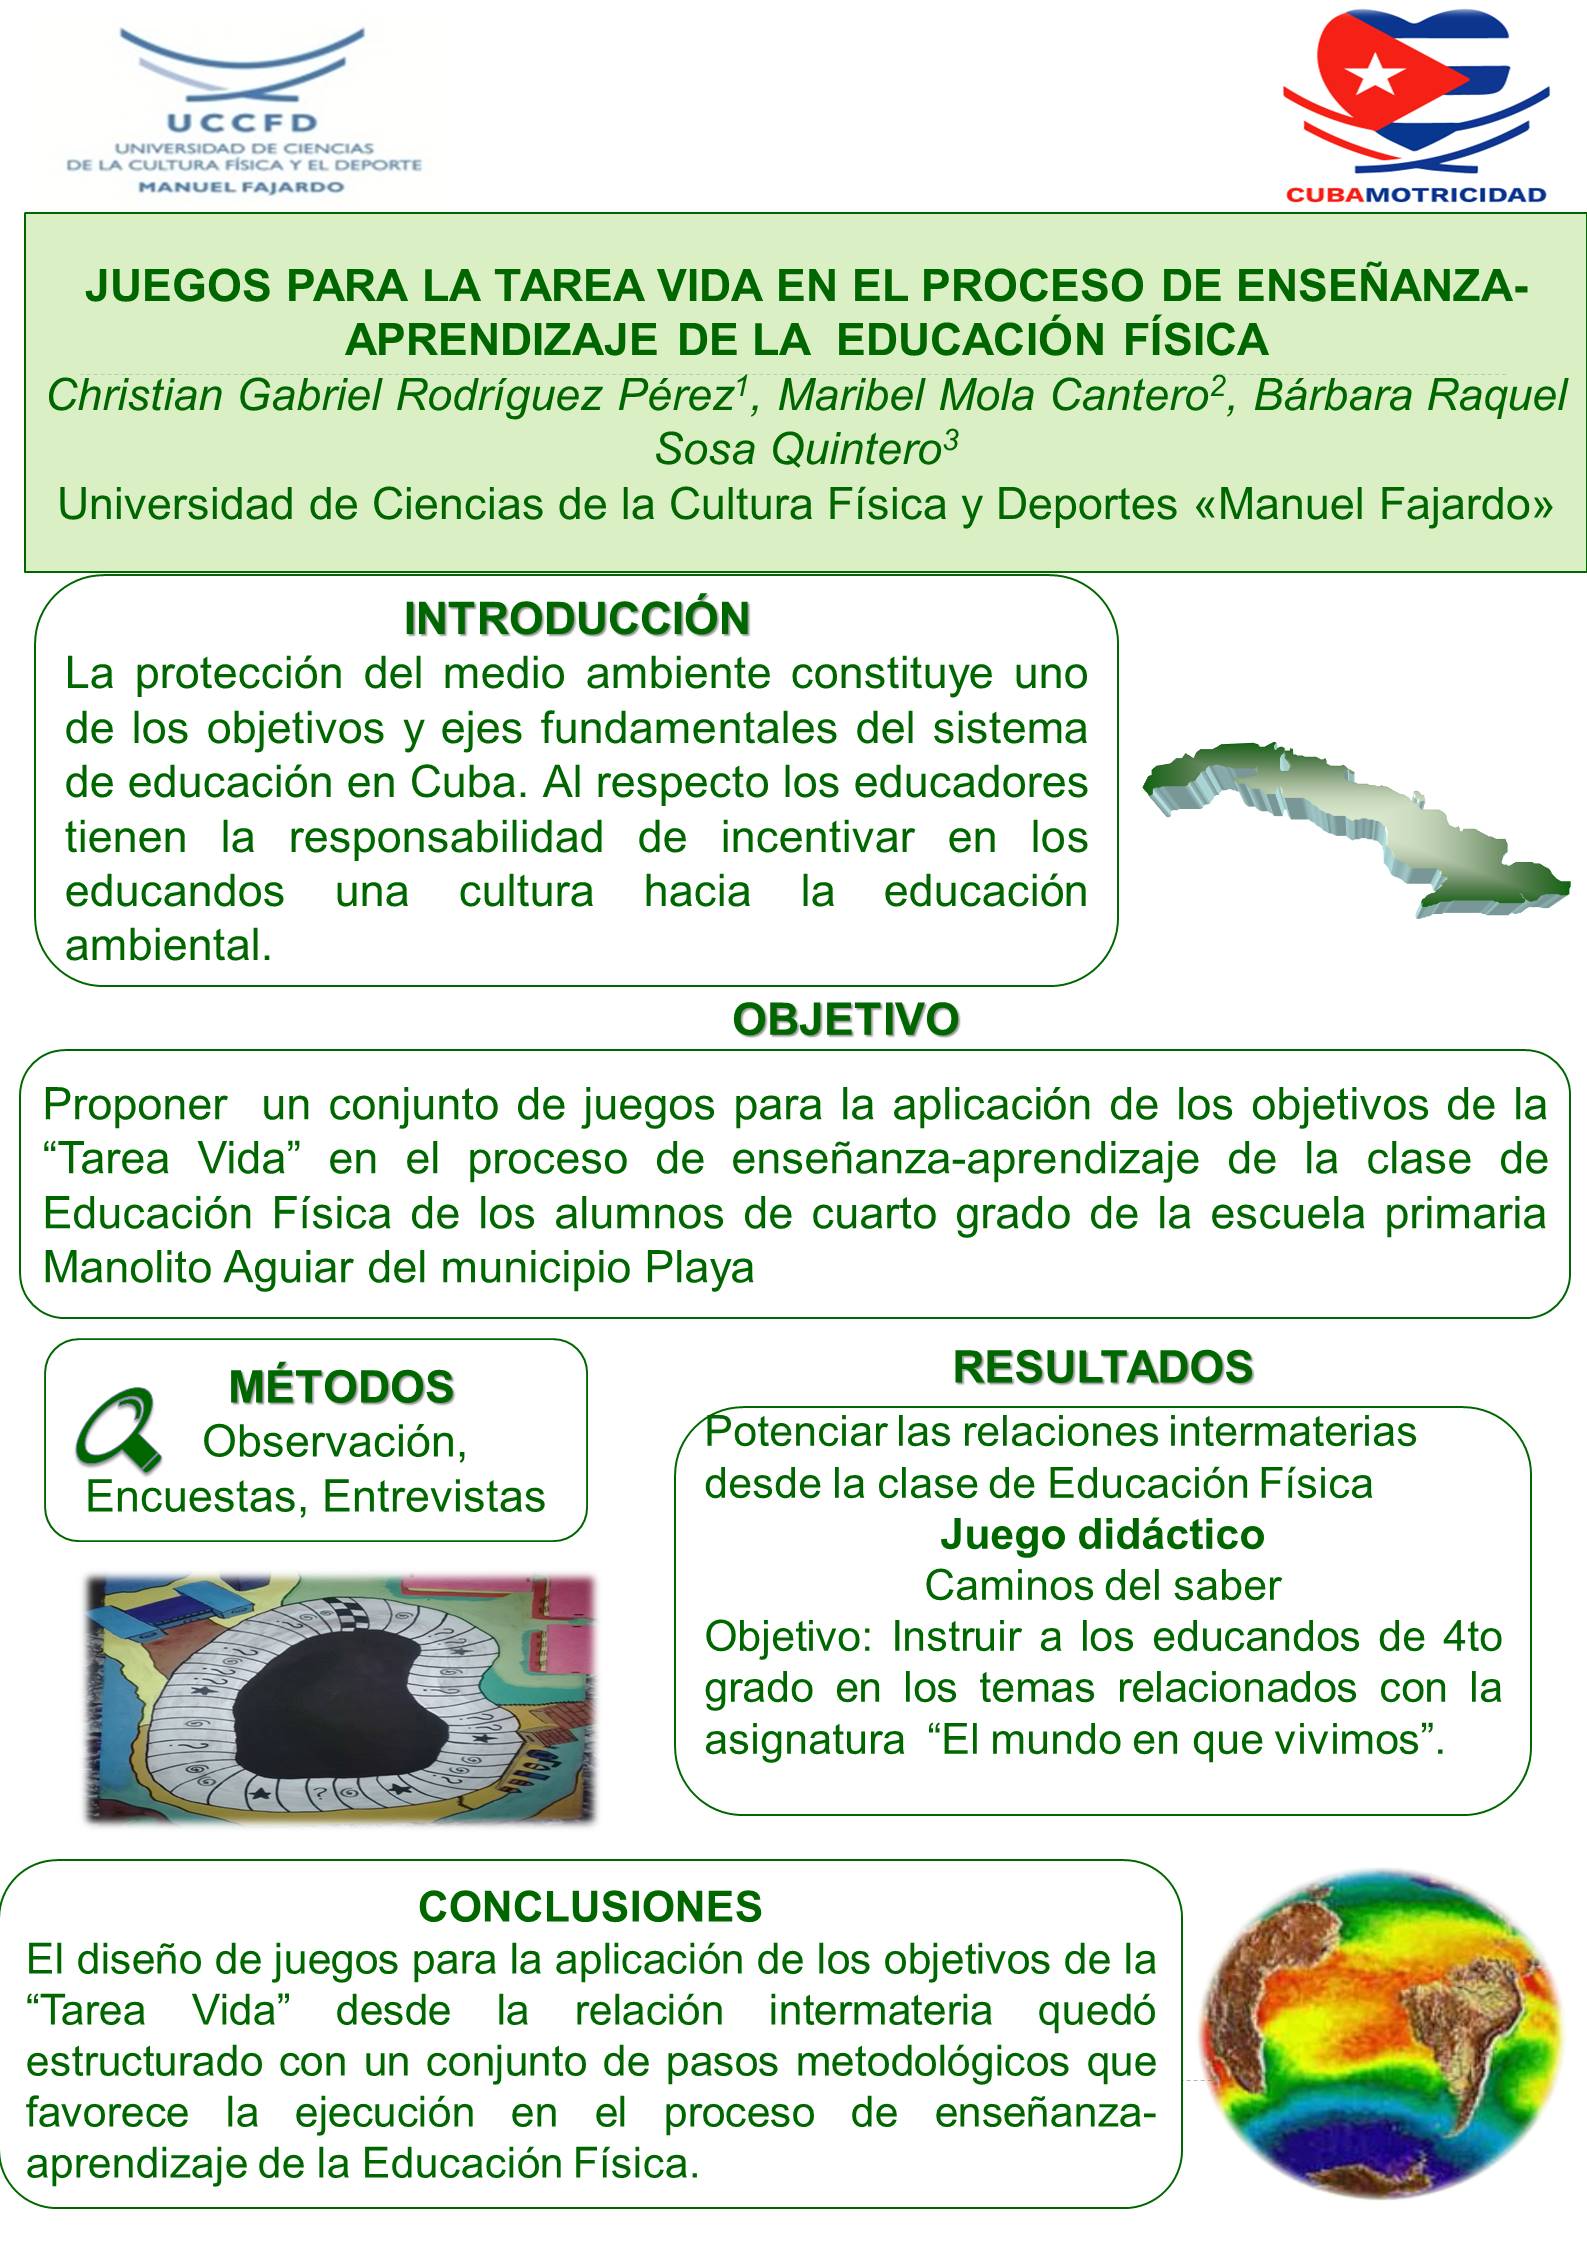 UCCFD
UNIVERSIDAD DE CIENCIAS
DE LA CULTURA FÍSICA Y EL DEPORTE
MANUEL FAJARDO
CUBAMOTRICIDAD
JUEGOS PARA LA TAREA VIDA EN EL PROCESO DE ENSEÑANZA-
APRENDIZAJE DE LA EDUCACIÓN FÍSICA
Christian Gabriel Rodríguez Pérez¹, Maribel Mola Cantero², Bárbara Raquel
Sosa Quintero³
Universidad de Ciencias de la Cultura Física y Deportes «Manuel Fajardo»
INTRODUCCIÓN
La protección del medio ambiente constituye uno
de los objetivos y ejes fundamentales del sistema
de educación en Cuba. Al respecto los educadores
tienen la responsabilidad de incentivar en los
educandos una cultura hacia la educación
ambiental.
OBJETIVO
Proponer un conjunto de juegos para la aplicación de los objetivos de la
“Tarea Vida” en el proceso de enseñanza-aprendizaje de la clase de
Educación Física de los alumnos de cuarto grado de la escuela primaria
Manolito Aguiar del municipio Playa
MÉTODOS
Observación,
Encuestas, Entrevistas
RESULTADOS
Potenciar las relaciones intermaterias
desde la clase de Educación Física
Juego didáctico
Caminos del saber
Objetivo: Instruir a los educandos de 4to
grado en los temas relacionados con la
asignatura “El mundo en que vivimos”.
CONCLUSIONES
El diseño de juegos para la aplicación de los objetivos de la
“Tarea Vida” desde la relación intermateria quedó
estructurado con un conjunto de pasos metodológicos que
favorece la ejecución en el proceso de enseñanza-
aprendizaje de la Educación Física.